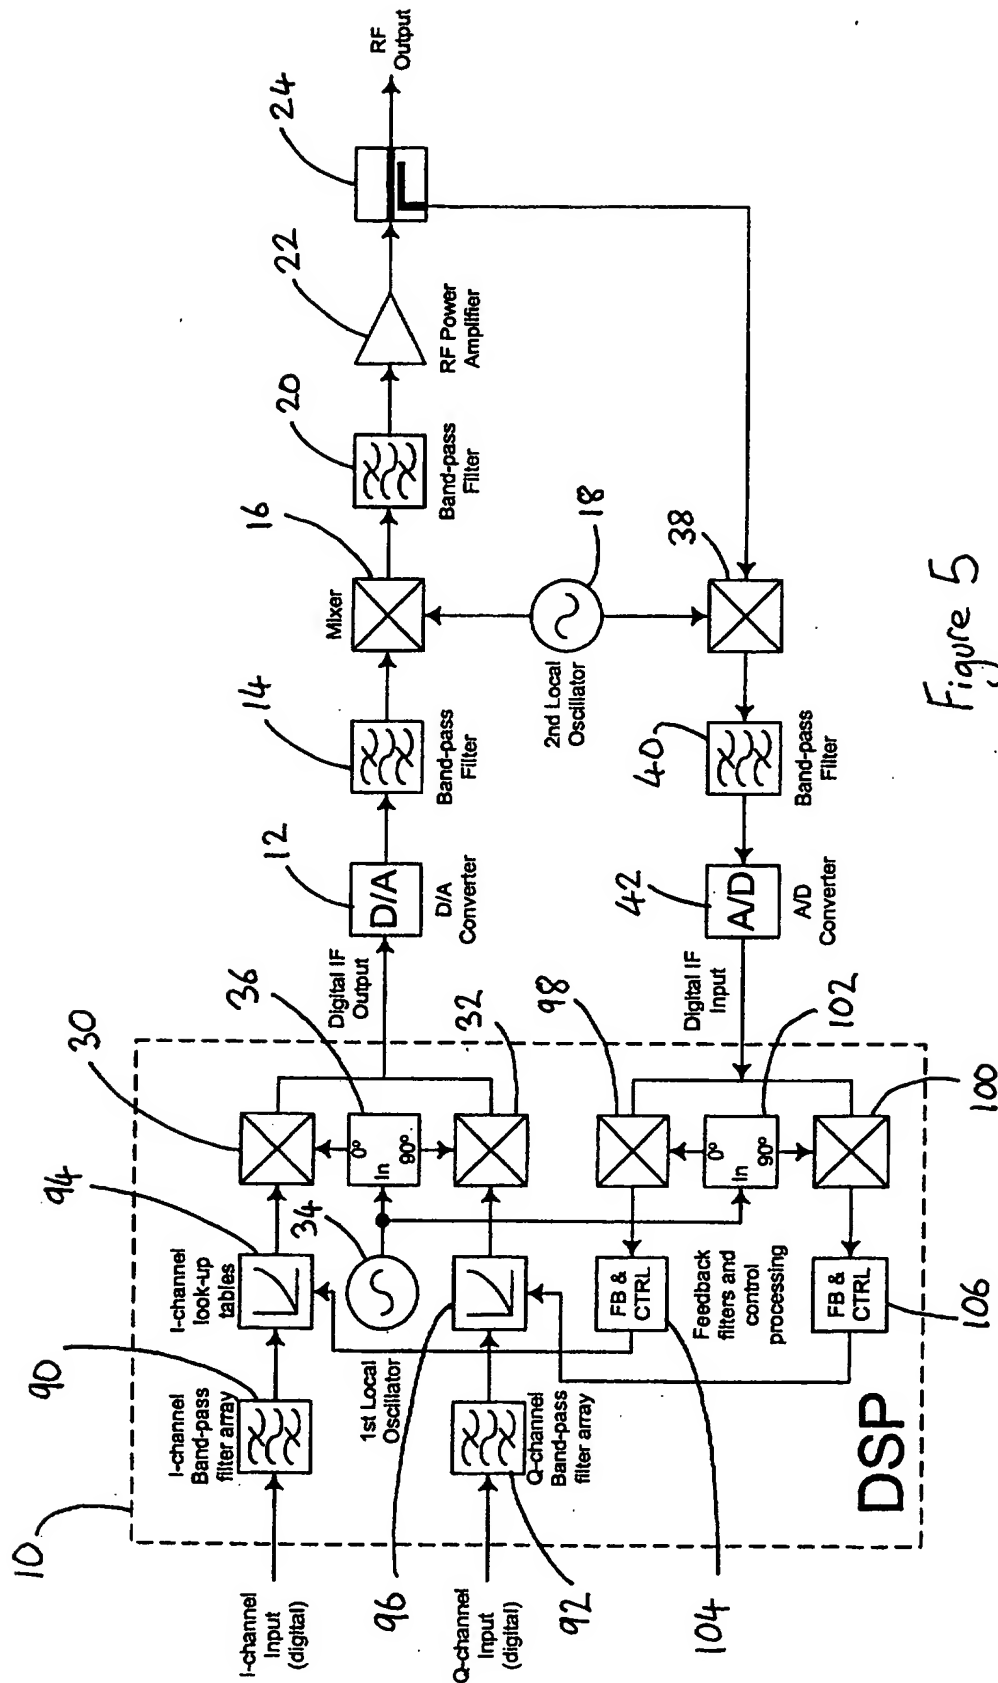 10
I-channel
Input
(digital)
90
I-channel
Band-pass
filter array
94
I-channel
look-up
tables
30
34
1st Local
Oscillator
0°
In
90°
36
Digital IF
Output
12
D/A
D/A
Converter
14
Band-pass
Filter
16
Mixer
20
Band-pass
Filter
22
RF Power
Amplifier
24
RF
Output
Q-channel
Input
(digital)
92
Q-channel
Band-pass
filter array
96
32
2nd Local
Oscillator
18
104
FB &
CTRL
98
Feedback
filters and
control
processing
0°
In
90°
102
Digital IF
Input
42
A/D
A/D
Converter
40
Band-pass
Filter
38
FB &
CTRL
106
100
DSP
Figure 5